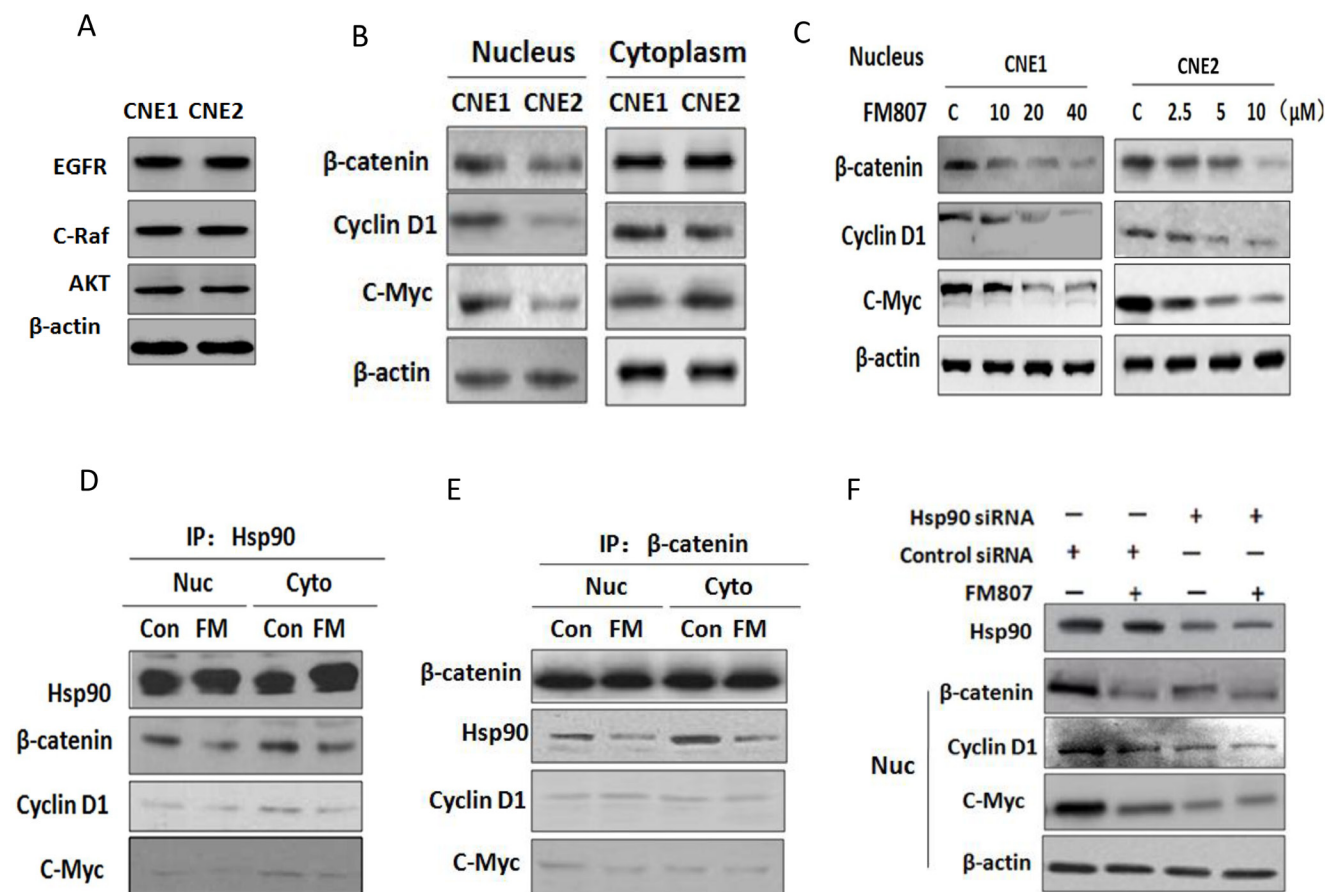 A
CNE1 CNE2
EGFR
C-Raf
AKT
β-actin
B
Nucleus Cytoplasm
CNE1 CNE2 CNE1 CNE2
β-catenin
Cyclin D1
C-Myc
β-actin
C
Nucleus CNE1 CNE2
FM807 C 10 20 40 C 2.5 5 10 (μM)
β-catenin
Cyclin D1
C-Myc
β-actin
D
IP: Hsp90
Nuc Cyto
Con FM Con FM
Hsp90
β-catenin
Cyclin D1
C-Myc
E
IP: β-catenin
Nuc Cyto
Con FM Con FM
β-catenin
Hsp90
Cyclin D1
C-Myc
F
Hsp90 siRNA − − + +
Control siRNA + + − −
FM807 − + − +
Hsp90
β-catenin
Cyclin D1
Nuc
C-Myc
β-actin